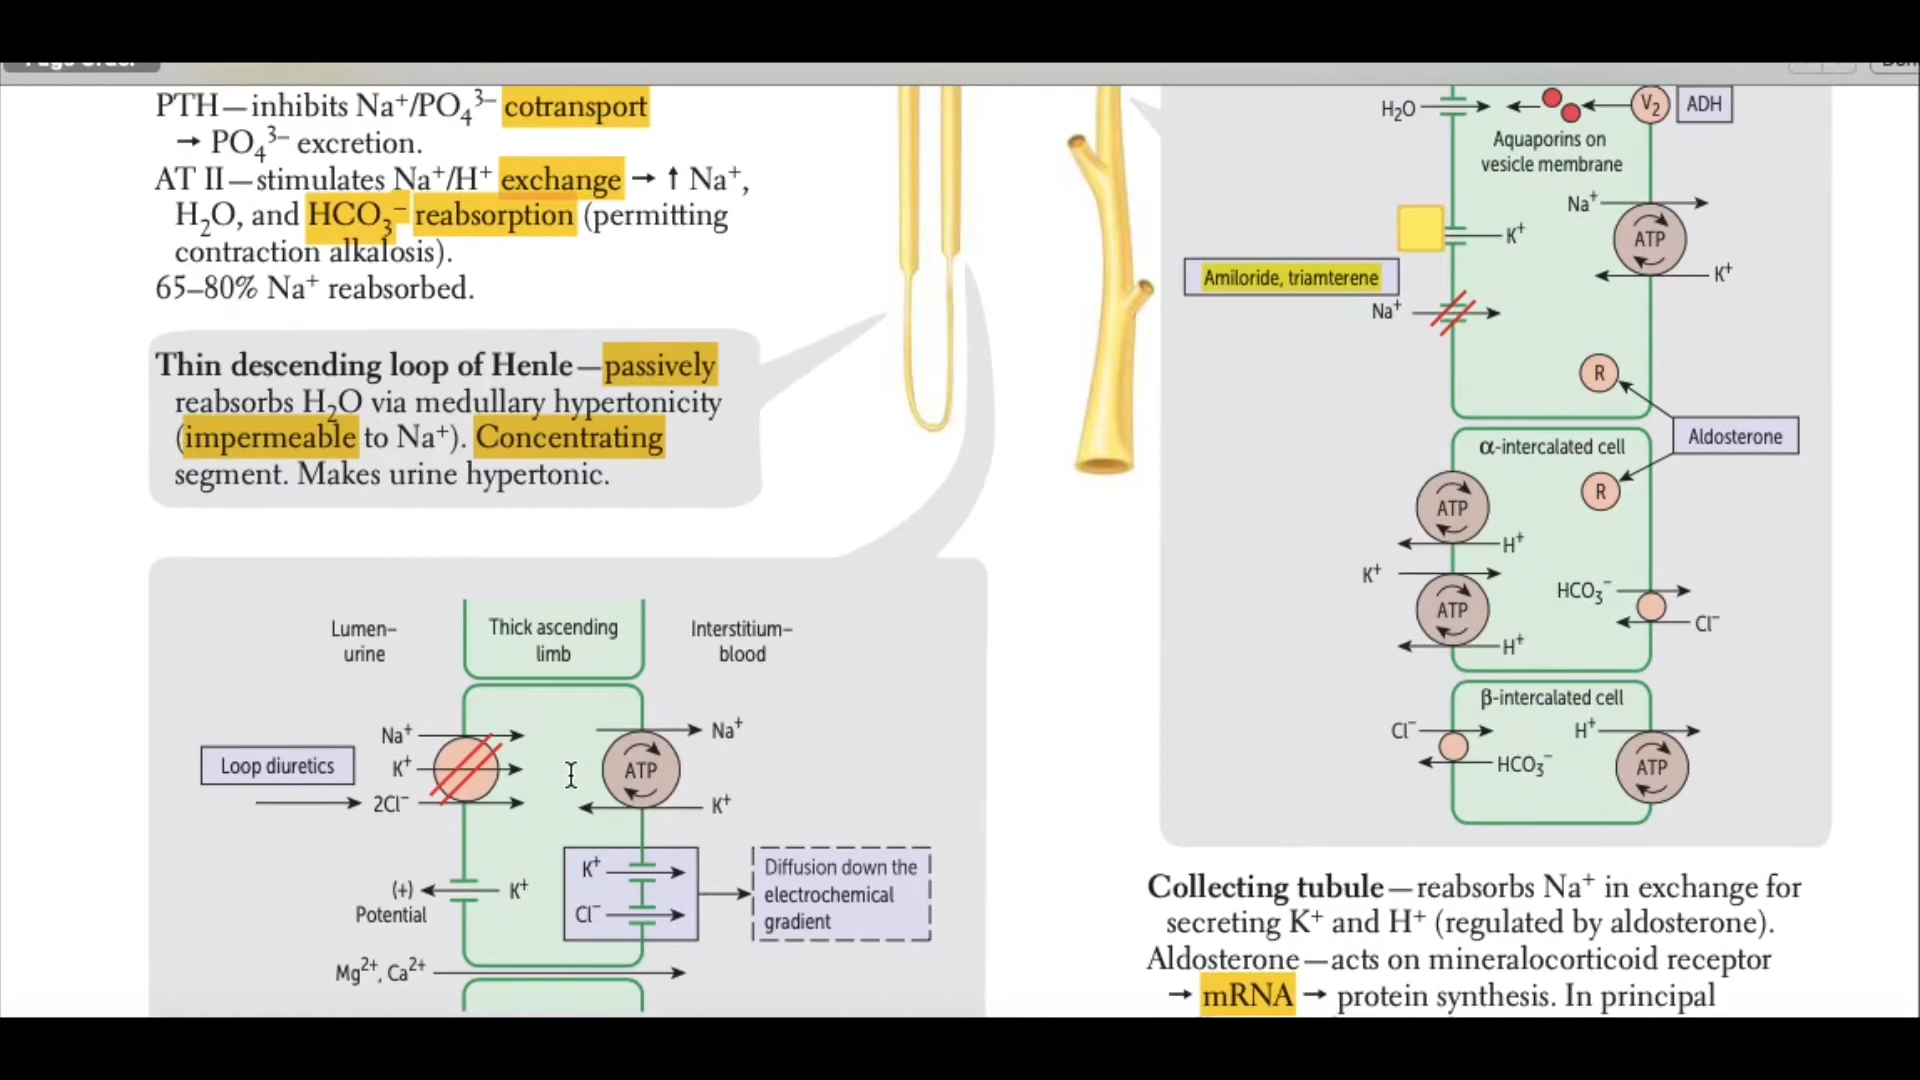 PTH—inhibits Na⁺/PO₄³⁻ cotransport
→ PO₄³⁻ excretion.
AT II—stimulates Na⁺/H⁺ exchange → ↑ Na⁺,
H₂O, and HCO₃⁻ reabsorption (permitting
contraction alkalosis).
65–80% Na⁺ reabsorbed.
Thin descending loop of Henle—passively
reabsorbs H₂O via medullary hypertonicity
(impermeable to Na⁺). Concentrating
segment. Makes urine hypertonic.
Lumen–
urine
Thick ascending
limb
Interstitium–
blood
Na⁺
Na⁺
Loop diuretics
K⁺
ATP
2Cl⁻
K⁺
K⁺
(+)
Potential
K⁺
Cl⁻
Diffusion down the
electrochemical
gradient
Mg²⁺, Ca²⁺
H₂O
V₂
ADH
Aquaporins on
vesicle membrane
Na⁺
K⁺
ATP
K⁺
Amiloride, triamterene
Na⁺
R
Aldosterone
α-intercalated cell
R
ATP
H⁺
K⁺
ATP
H⁺
HCO₃⁻
Cl⁻
β-intercalated cell
Cl⁻
H⁺
HCO₃⁻
ATP
Collecting tubule—reabsorbs Na⁺ in exchange for
secreting K⁺ and H⁺ (regulated by aldosterone).
Aldosterone—acts on mineralocorticoid receptor
→ mRNA → protein synthesis. In principal